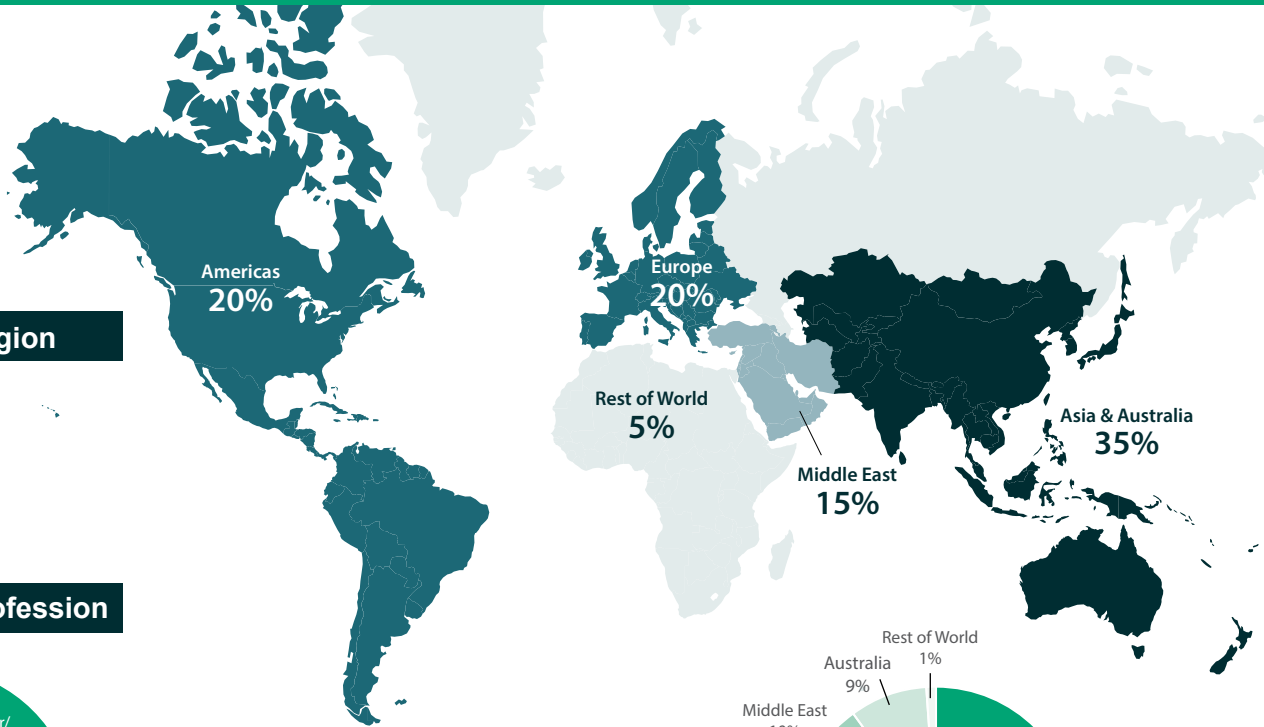 Americas
20%
Europe
20%
gion
Rest of World
5%
Asia & Australia
35%
Middle East
15%
ofession
Rest of World
1%
Australia
9%
Middle East
r/